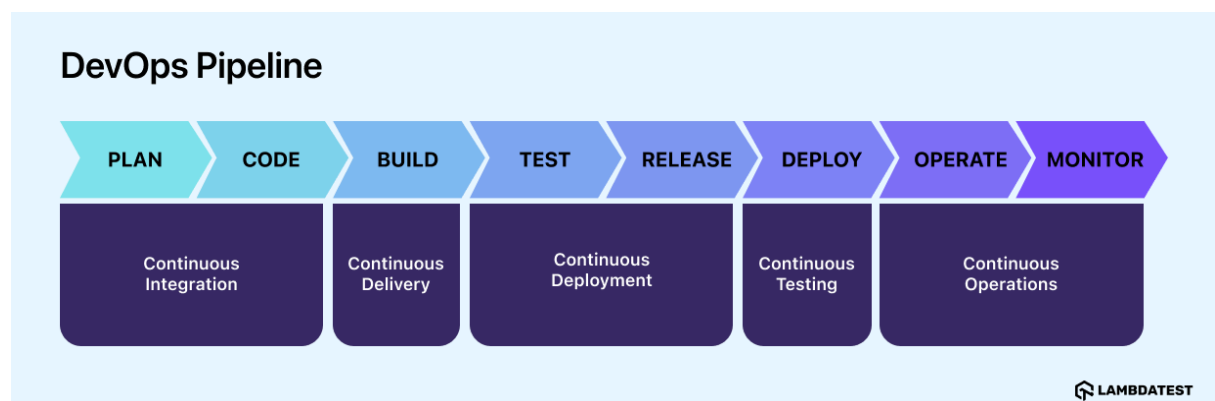 DevOps Pipeline
PLAN
CODE
BUILD
TEST
RELEASE
DEPLOY
OPERATE
MONITOR
Continuous
Integration
Continuous
Delivery
Continuous
Deployment
Continuous
Testing
Continuous
Operations
LAMBDATEST